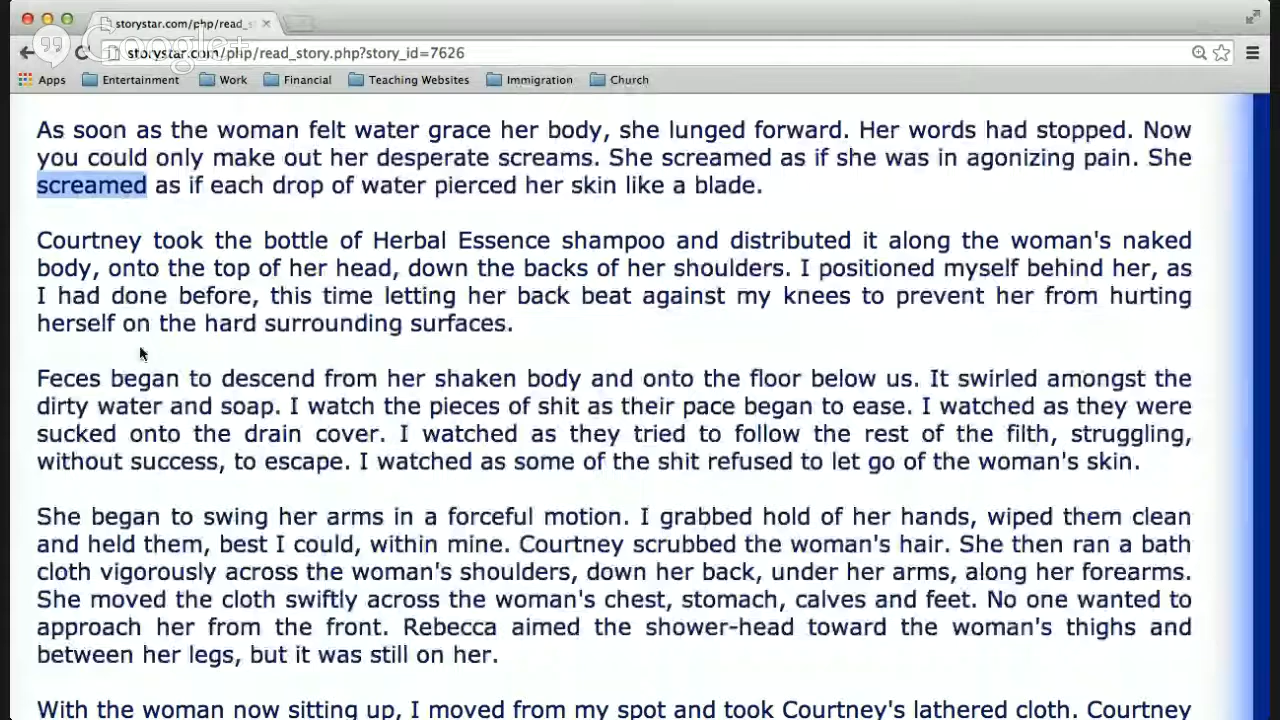 storystar.com/php/read_s
Google+
storystar.com/php/read_story.php?story_id=7626
Apps Entertainment Work Financial Teaching Websites Immigration Church
As soon as the woman felt water grace her body, she lunged forward. Her words had stopped. Now
you could only make out her desperate screams. She screamed as if she was in agonizing pain. She
screamed as if each drop of water pierced her skin like a blade.
Courtney took the bottle of Herbal Essence shampoo and distributed it along the woman's naked
body, onto the top of her head, down the backs of her shoulders. I positioned myself behind her, as
I had done before, this time letting her back beat against my knees to prevent her from hurting
herself on the hard surrounding surfaces.
Feces began to descend from her shaken body and onto the floor below us. It swirled amongst the
dirty water and soap. I watch the pieces of shit as their pace began to ease. I watched as they were
sucked onto the drain cover. I watched as they tried to follow the rest of the filth, struggling,
without success, to escape. I watched as some of the shit refused to let go of the woman's skin.
She began to swing her arms in a forceful motion. I grabbed hold of her hands, wiped them clean
and held them, best I could, within mine. Courtney scrubbed the woman's hair. She then ran a bath
cloth vigorously across the woman's shoulders, down her back, under her arms, along her forearms.
She moved the cloth swiftly across the woman's chest, stomach, calves and feet. No one wanted to
approach her from the front. Rebecca aimed the shower-head toward the woman's thighs and
between her legs, but it was still on her.
With the woman now sitting up, I moved from my spot and took Courtney's lathered cloth. Courtney